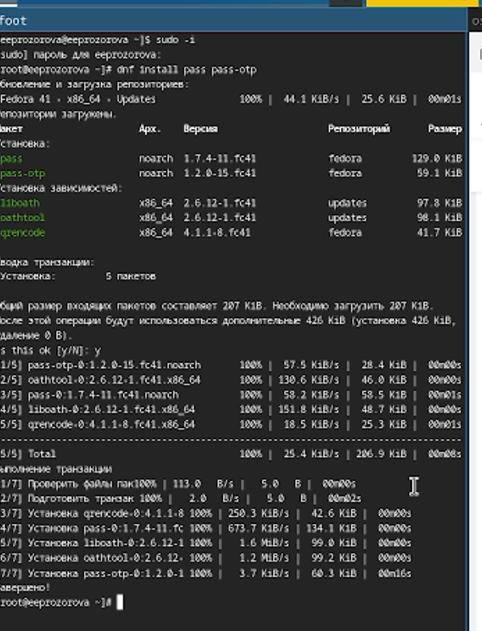 foot
eeprozorova@eeprozorova ~]$ sudo -i
sudo] пароль для eeprozorova:
root@eeprozorova ~]# dnf install pass pass-otp
бновление и загрузка репозиториев:
Fedora 41 - x86_64 - Updates 100% | 44.1 KiB/s | 25.6 KiB | 00m01s
епозитории загружены.
акет Арх. Версия Репозиторий Размер
становка:
pass noarch 1.7.4-11.fc41 fedora 129.0 KiB
pass-otp noarch 1.2.0-15.fc41 fedora 59.1 KiB
становка зависимостей:
liboath x86_64 2.6.12-1.fc41 updates 97.8 KiB
oathtool x86_64 2.6.12-1.fc41 updates 98.1 KiB
qrencode x86_64 4.1.1-8.fc41 fedora 41.7 KiB
водка транзакции:
Установка: 5 пакетов
бщий размер входящих пакетов составляет 207 KiB. Необходимо загрузить 207 KiB.
осле этой операции будут использоваться дополнительные 426 KiB (установка 426 KiB,
даление 0 B).
s this ok [y/N]: y
1/5] pass-otp-0:1.2.0-15.fc41.noarch 100% | 57.5 KiB/s | 28.4 KiB | 00m00s
2/5] oathtool-0:2.6.12-1.fc41.x86_64 100% | 130.6 KiB/s | 46.0 KiB | 00m00s
3/5] pass-0:1.7.4-11.fc41.noarch 100% | 58.2 KiB/s | 58.5 KiB | 00m01s
4/5] liboath-0:2.6.12-1.fc41.x86_64 100% | 151.8 KiB/s | 48.7 KiB | 00m00s
5/5] qrencode-0:4.1.1-8.fc41.x86_64 100% | 18.5 KiB/s | 25.3 KiB | 00m01s
5/5] Total 100% | 25.4 KiB/s | 206.9 KiB | 00m08s
ыполнение транзакции
1/7] Проверить файлы пак100% | 113.0 B/s | 5.0 B | 00m00s
2/7] Подготовить транзак 100% | 2.0 B/s | 5.0 B | 00m02s
3/7] Установка qrencode-0:4.1.1-8 100% | 250.3 KiB/s | 42.6 KiB | 00m00s
4/7] Установка pass-0:1.7.4-11.fc 100% | 673.7 KiB/s | 134.1 KiB | 00m00s
5/7] Установка liboath-0:2.6.12-1 100% | 1.6 MiB/s | 99.0 KiB | 00m00s
6/7] Установка oathtool-0:2.6.12- 100% | 1.2 MiB/s | 99.2 KiB | 00m00s
7/7] Установка pass-otp-0:1.2.0-1 100% | 3.7 KiB/s | 60.3 KiB | 00m16s
авершено!
root@eeprozorova ~]#